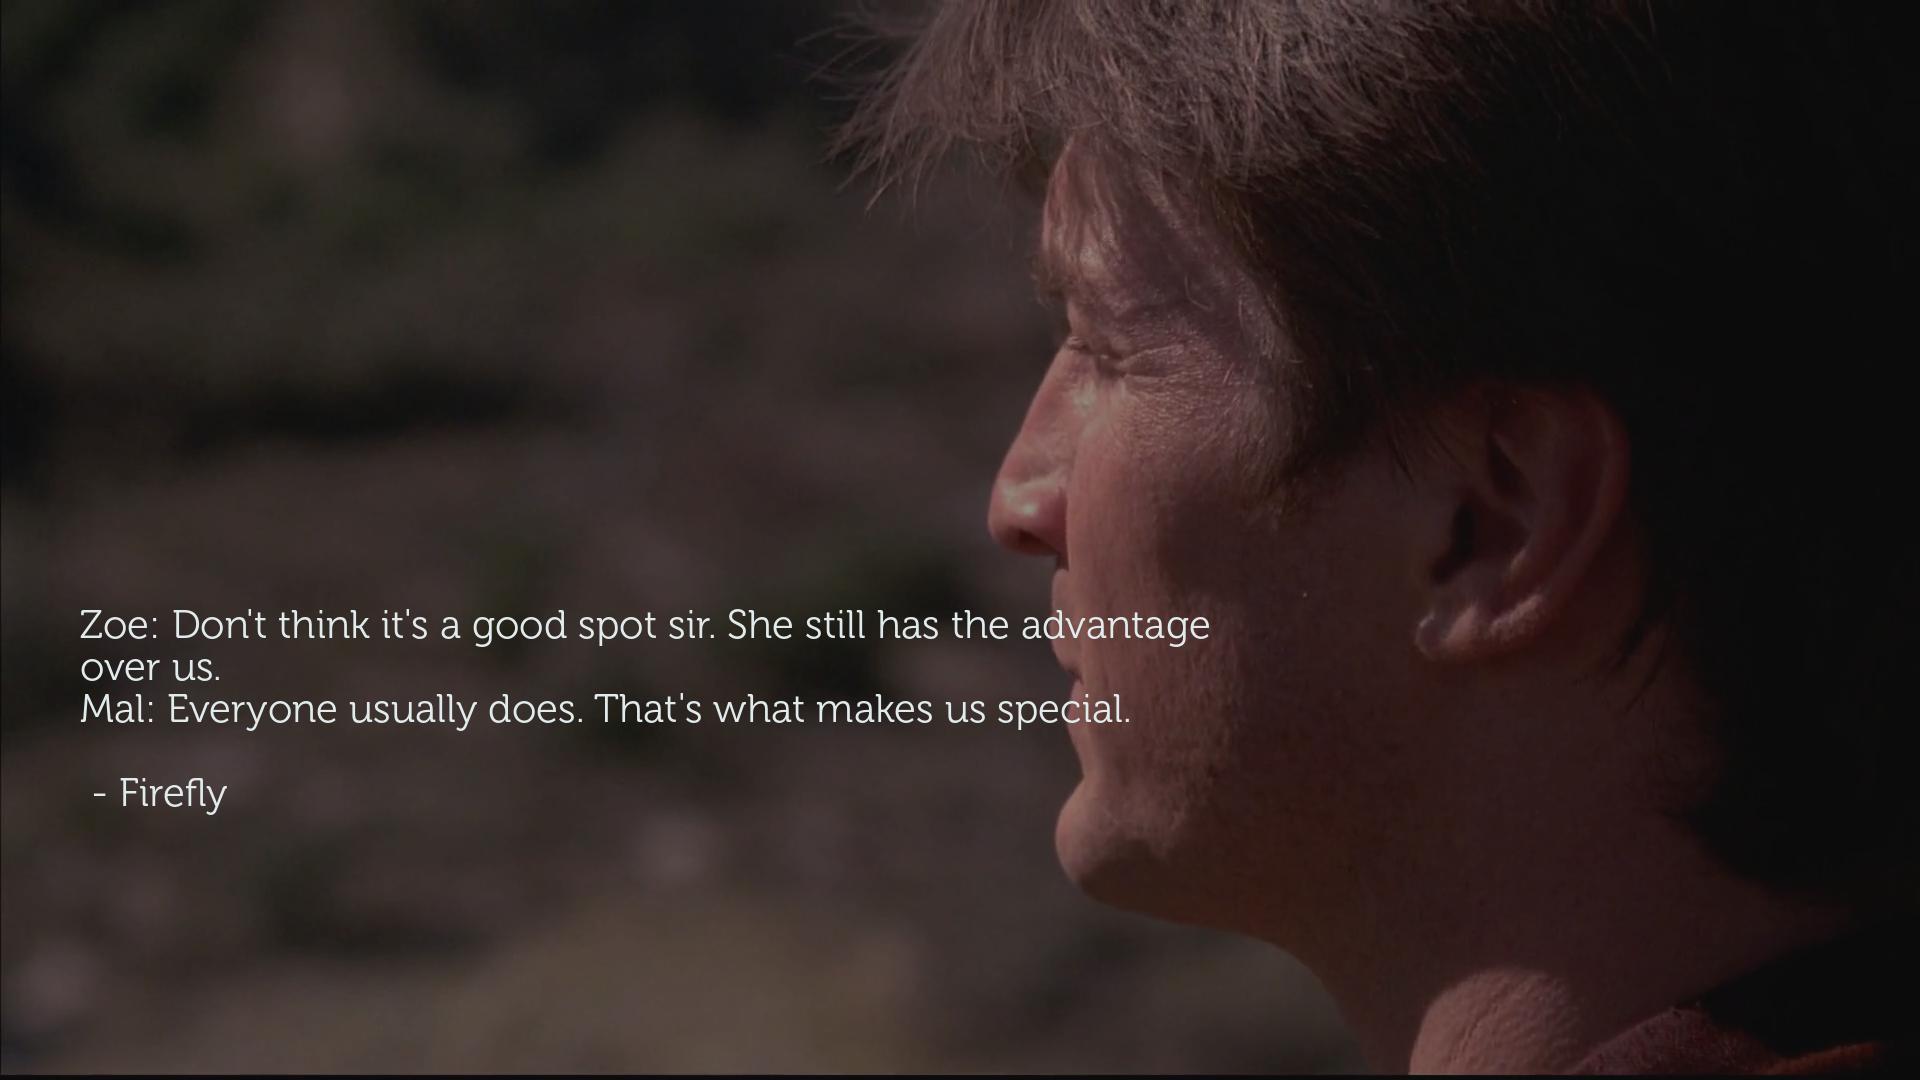 Zoe: Don't think it's a good spot sir. She still has the advantage
over us.
Mal: Everyone usually does. That's what makes us special.
- Firefly